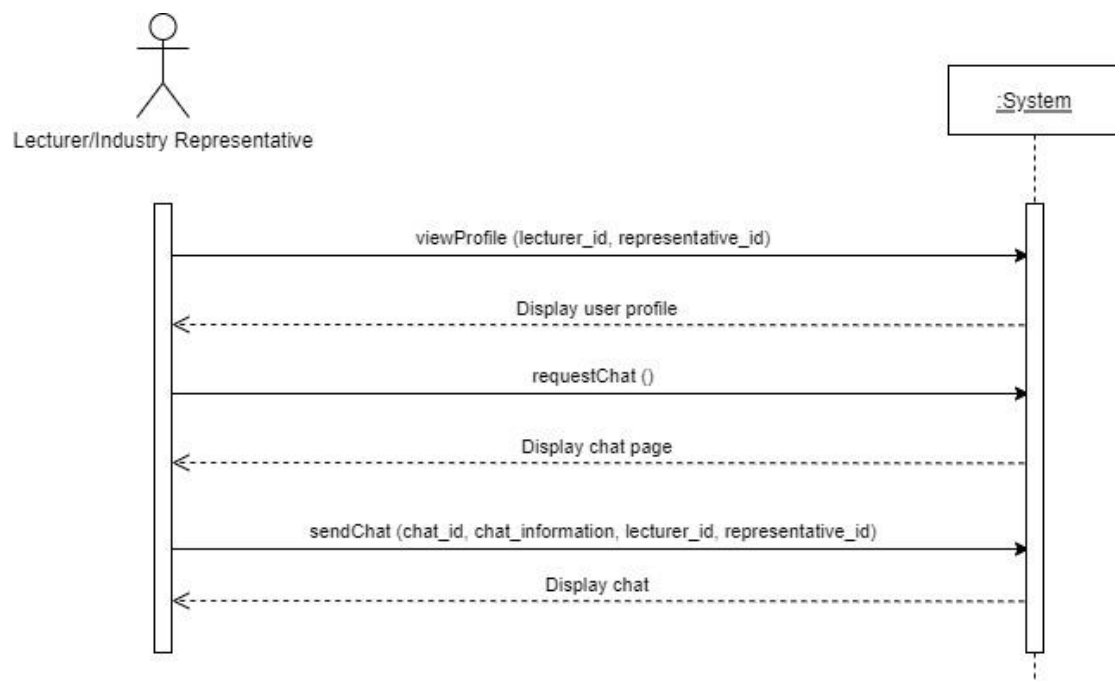 :System
Lecturer/Industry Representative
viewProfile (lecturer_id, representative_id)
Display user profile
requestChat ()
Display chat page
sendChat (chat_id, chat_information, lecturer_id, representative_id)
Display chat